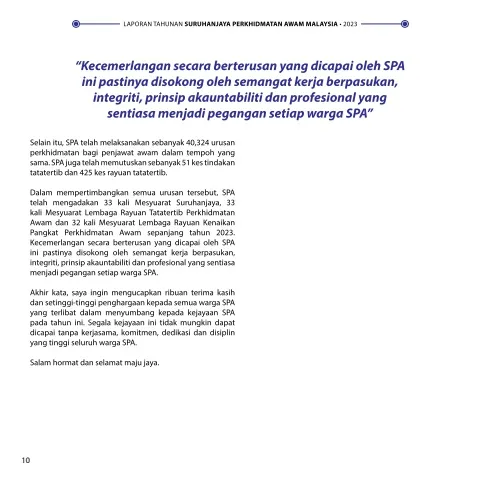 LAPORAN TAHUNAN SURUHANJAYA PERKHIDMATAN AWAM MALAYSIA • 2023
“Kecemerlangan secara berterusan yang dicapai oleh SPA
ini pastinya disokong oleh semangat kerja berpasukan,
integriti, prinsip akauntabiliti dan profesional yang
sentiasa menjadi pegangan setiap warga SPA”
Selain itu, SPA telah melaksanakan sebanyak 40,324 urusan
perkhidmatan bagi penjawat awam dalam tempoh yang
sama. SPA juga telah memutuskan sebanyak 51 kes tindakan
tatatertib dan 425 kes rayuan tatatertib.
Dalam mempertimbangkan semua urusan tersebut, SPA
telah mengadakan 33 kali Mesyuarat Suruhanjaya, 33
kali Mesyuarat Lembaga Rayuan Tatatertib Perkhidmatan
Awam dan 32 kali Mesyuarat Lembaga Rayuan Kenaikan
Pangkat Perkhidmatan Awam sepanjang tahun 2023.
Kecemerlangan secara berterusan yang dicapai oleh SPA
ini pastinya disokong oleh semangat kerja berpasukan,
integriti, prinsip akauntabiliti dan profesional yang sentiasa
menjadi pegangan setiap warga SPA.
Akhir kata, saya ingin mengucapkan ribuan terima kasih
dan setinggi-tinggi penghargaan kepada semua warga SPA
yang terlibat dalam menyumbang kepada kejayaan SPA
pada tahun ini. Segala kejayaan ini tidak mungkin dapat
dicapai tanpa kerjasama, komitmen, dedikasi dan disiplin
yang tinggi seluruh warga SPA.
Salam hormat dan selamat maju jaya.
10